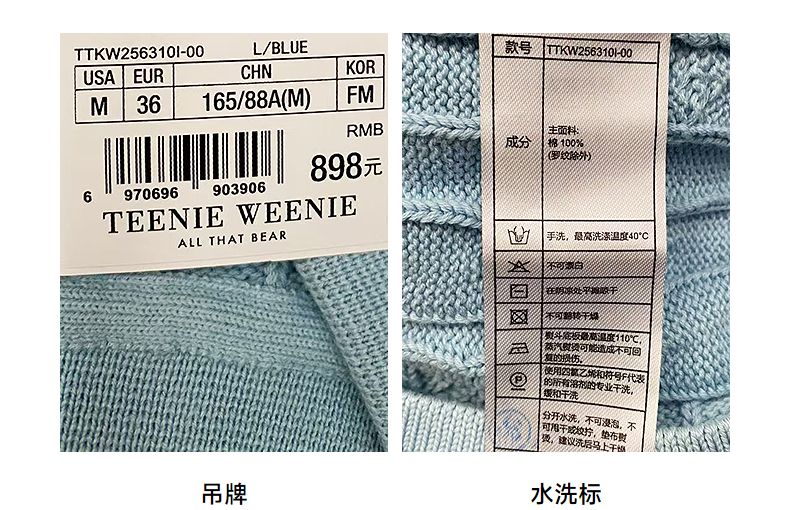 TTKW256310I-00 L/BLUE
USA EUR CHN KOR
M 36 165/88A(M) FM
RMB
898元
6 970696 903906
TEENIE WEENIE
ALL THAT BEAR
吊牌
款号 TTKW256310I-00
成分
主面料:
棉 100%
(罗纹除外)
手洗，最高洗涤温度40°C
不可漂白
在阴凉处平摊晾干
不可翻转干燥
熨斗底板最高温度110℃,
蒸汽熨烫可能造成不可回
复的损伤。
使用四氯乙烯和符号F代表
的所有溶剂的专业干洗，
缓和干洗
分开水洗，不可浸泡，不
可甩干或绞拧，垫布熨
烫，建议洗后马上干燥
水洗标